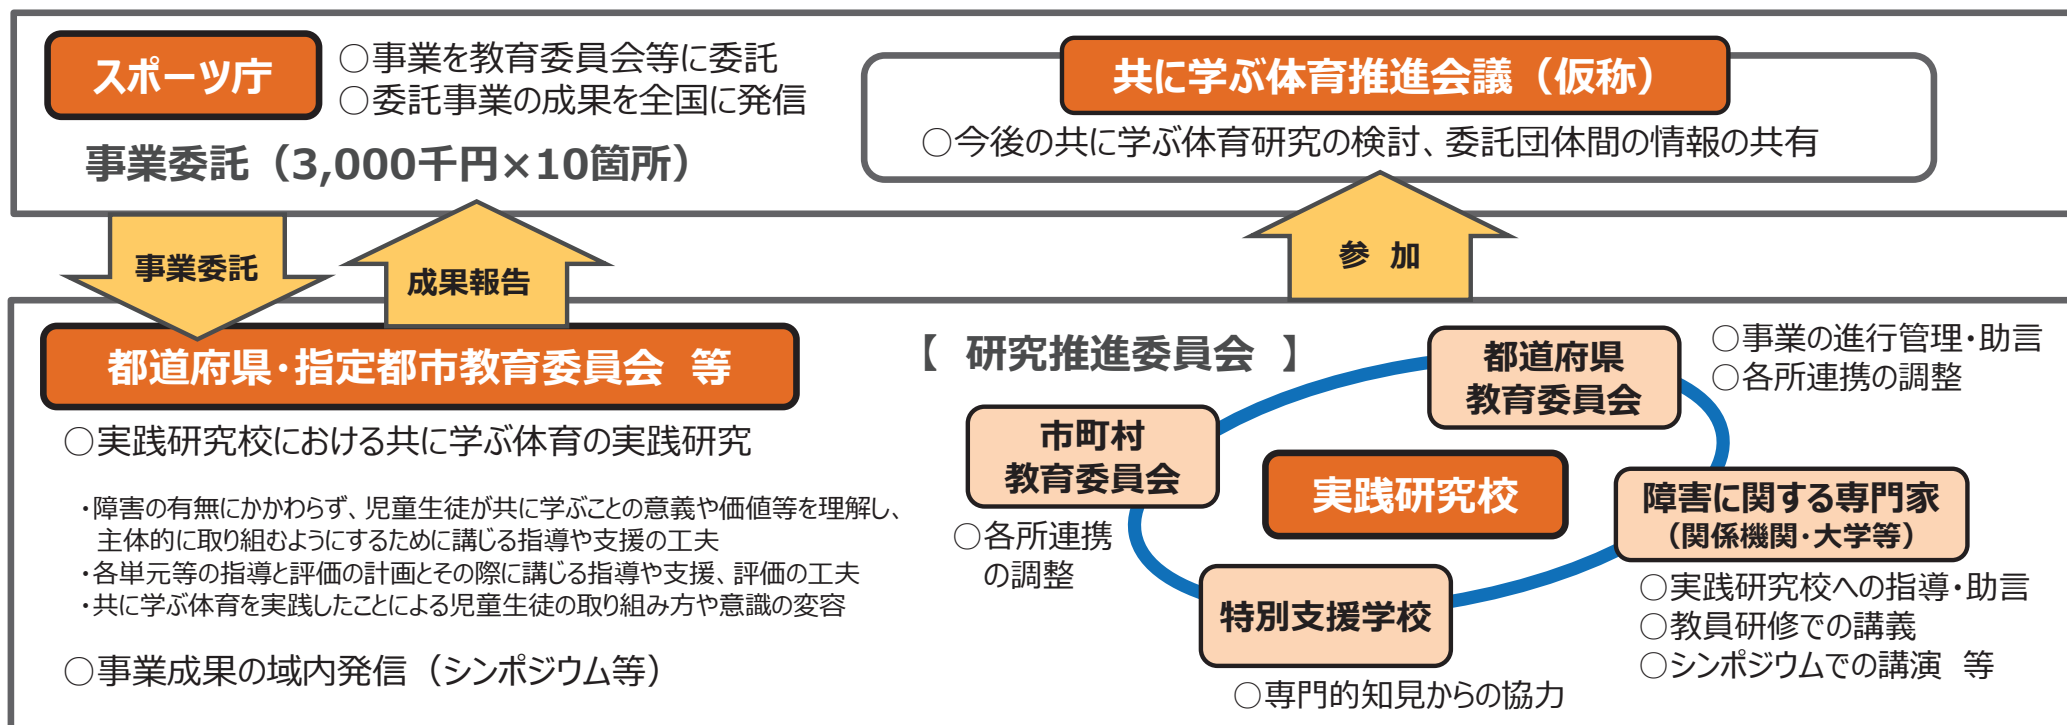 スポーツ庁
○事業を教育委員会等に委託
○委託事業の成果を全国に発信
事業委託（3,000千円×10箇所）
共に学ぶ体育推進会議（仮称）
○今後の共に学ぶ体育研究の検討、委託団体間の情報の共有
事業委託
成果報告
参 加
都道府県・指定都市教育委員会 等
○実践研究校における共に学ぶ体育の実践研究
・障害の有無にかかわらず、児童生徒が共に学ぶことの意義や価値等を理解し、
主体的に取り組むようにするために講じる指導や支援の工夫
・各単元等の指導と評価の計画とその際に講じる指導や支援、評価の工夫
・共に学ぶ体育を実践したことによる児童生徒の取り組み方や意識の変容
○事業成果の域内発信（シンポジウム等）
【 研究推進委員会 】
都道府県
教育委員会
○事業の進行管理・助言
○各所連携の調整
市町村
教育委員会
○各所連携
の調整
実践研究校
障害に関する専門家
（関係機関・大学等）
○実践研究校への指導・助言
○教員研修での講義
○シンポジウムでの講演 等
特別支援学校
○専門的知見からの協力